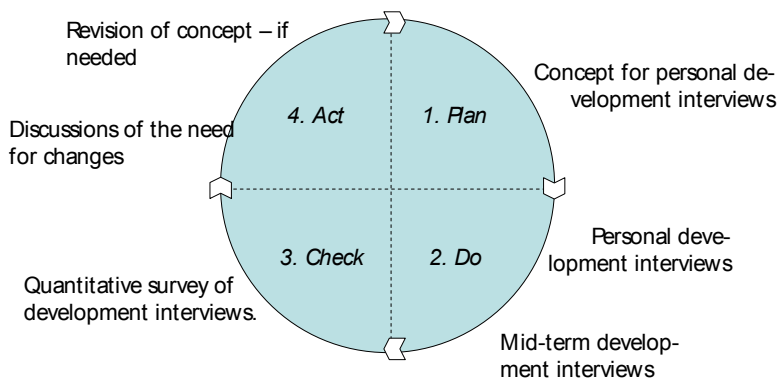 Revision of concept – if
needed
Concept for personal de-
velopment interviews
4. Act
1. Plan
Discussions of the need
for changes
3. Check
2. Do
Personal deve-
lopment interviews
Quantitative survey of
development interviews.
Mid-term develop-
ment interviews